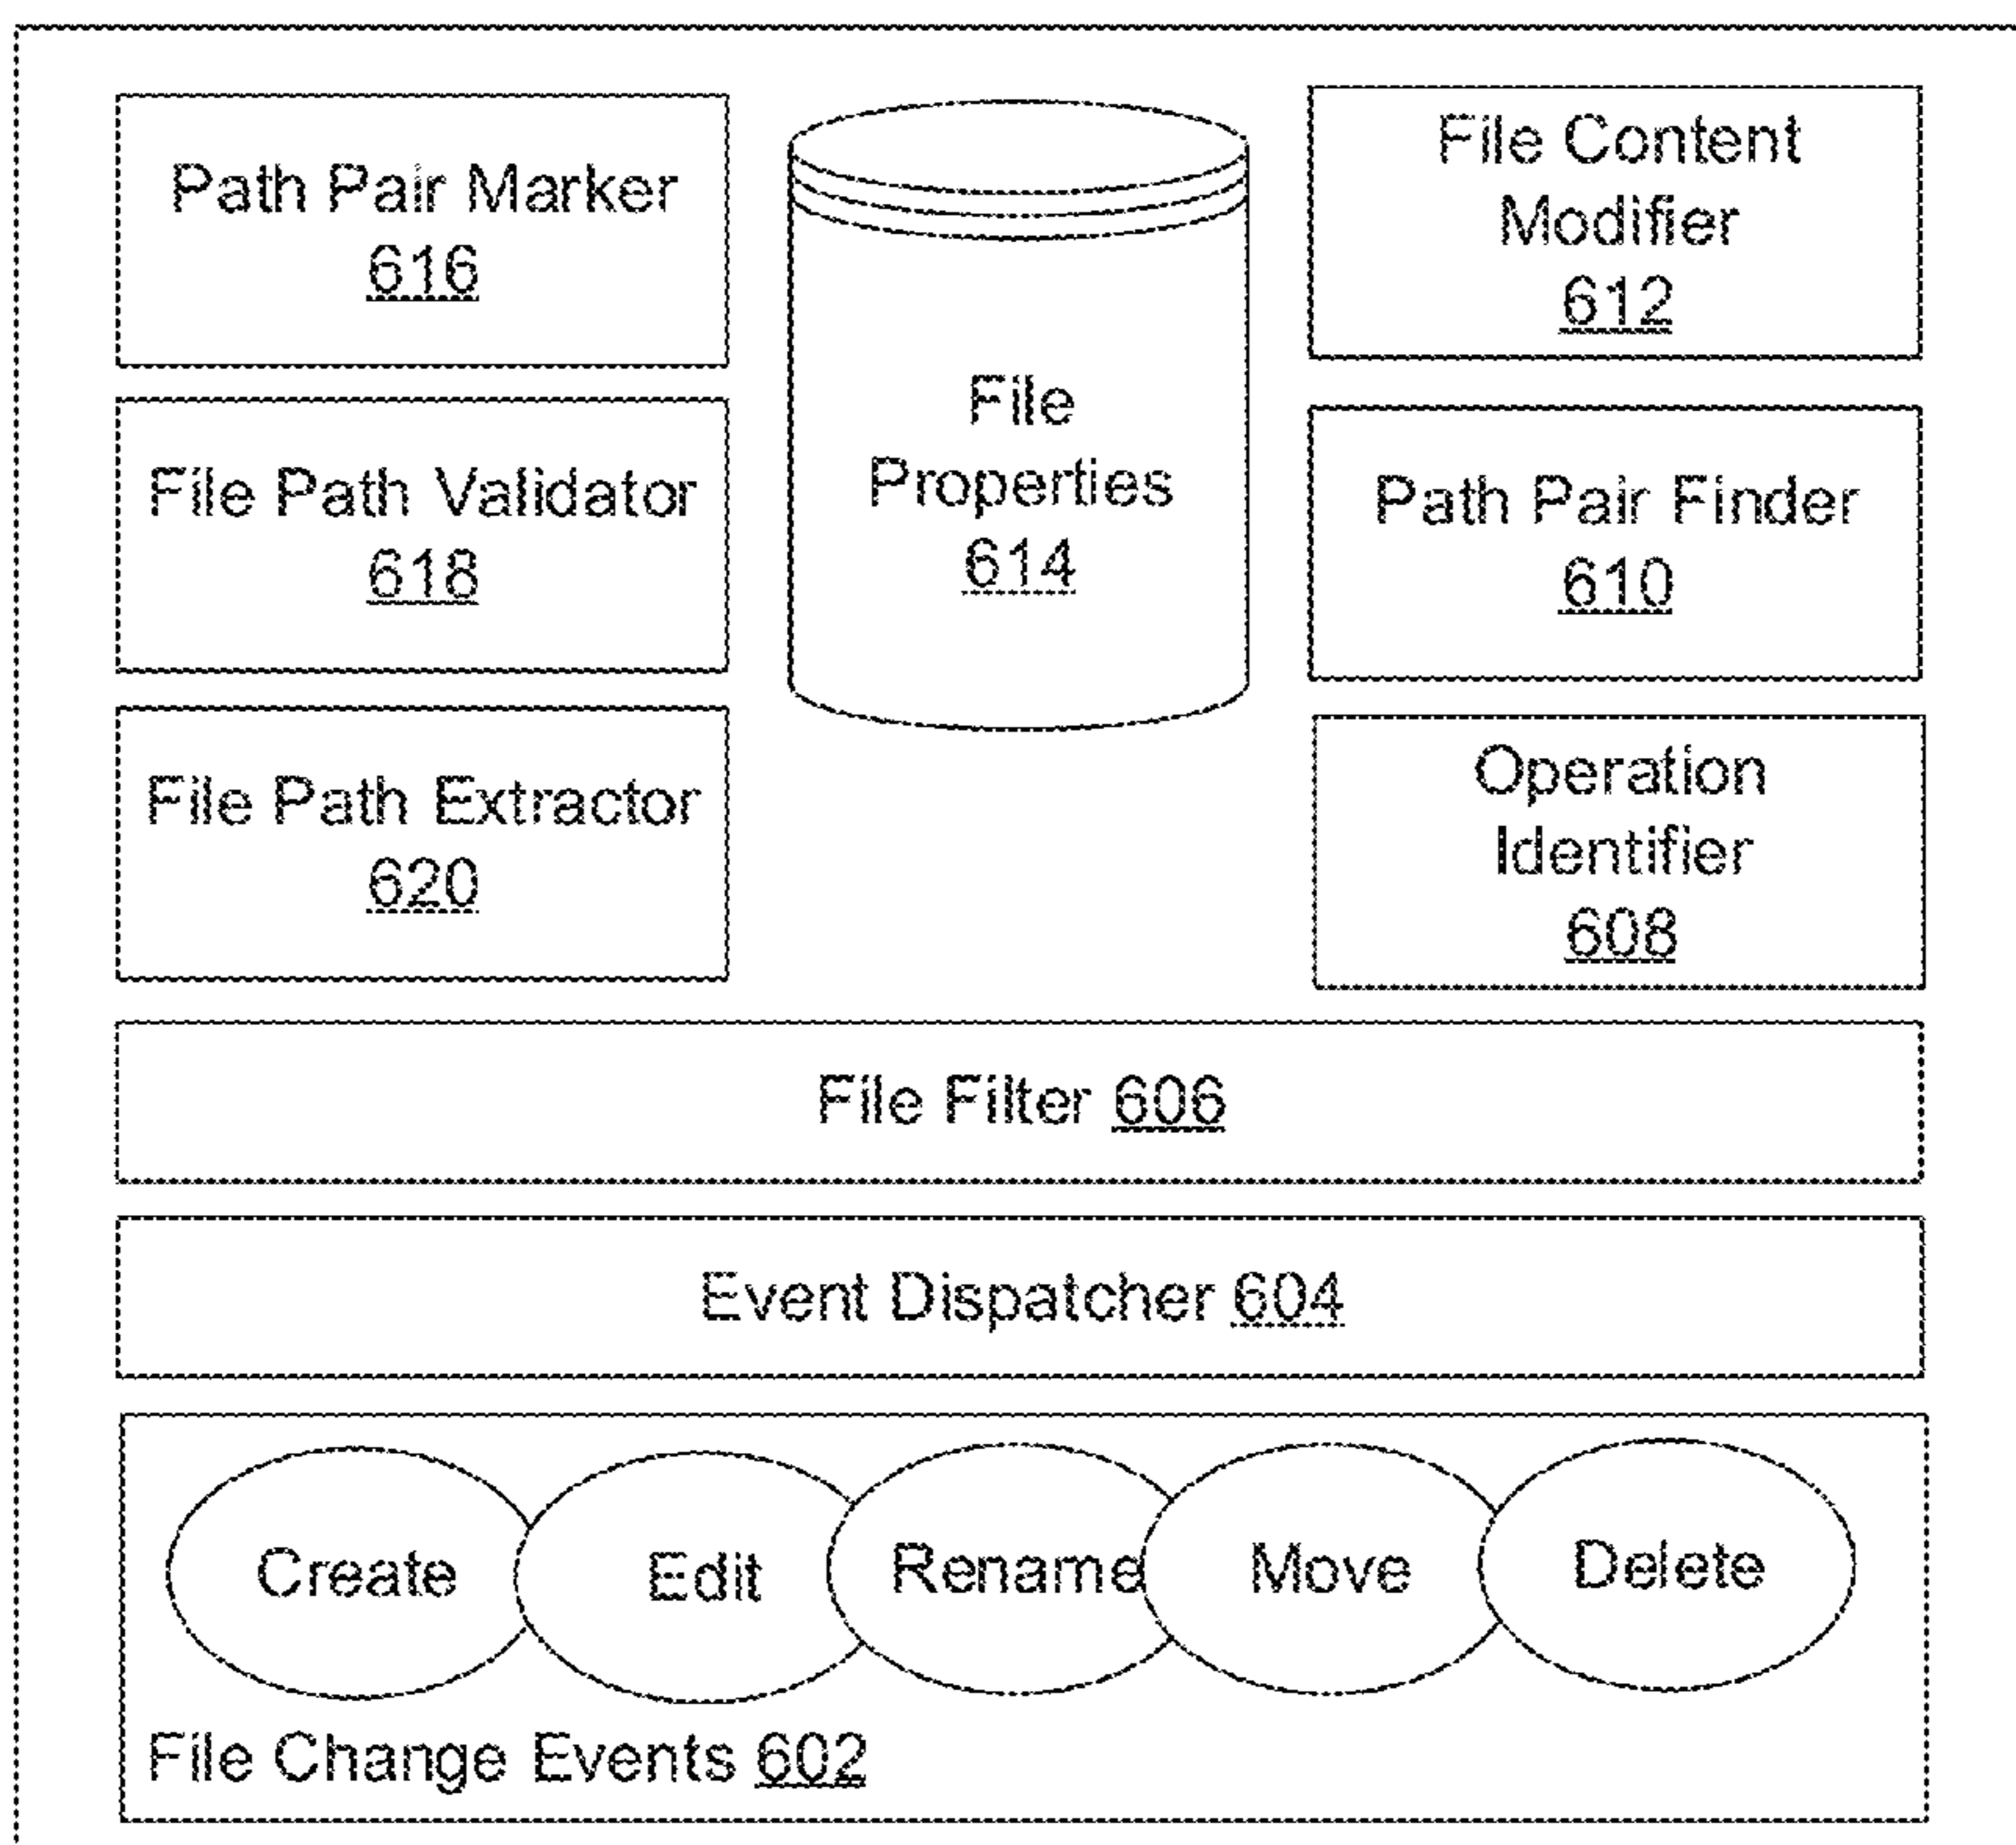 Path Pair Marker
616
File Path Validator
618
File Path Extractor
620
File
Properties
614
File Content
Modifier
612
Path Pair Finder
610
Operation
Identifier
608
File Filter 606
Event Dispatcher 604
Create
Edit
Rename
Move
Delete
File Change Events 602